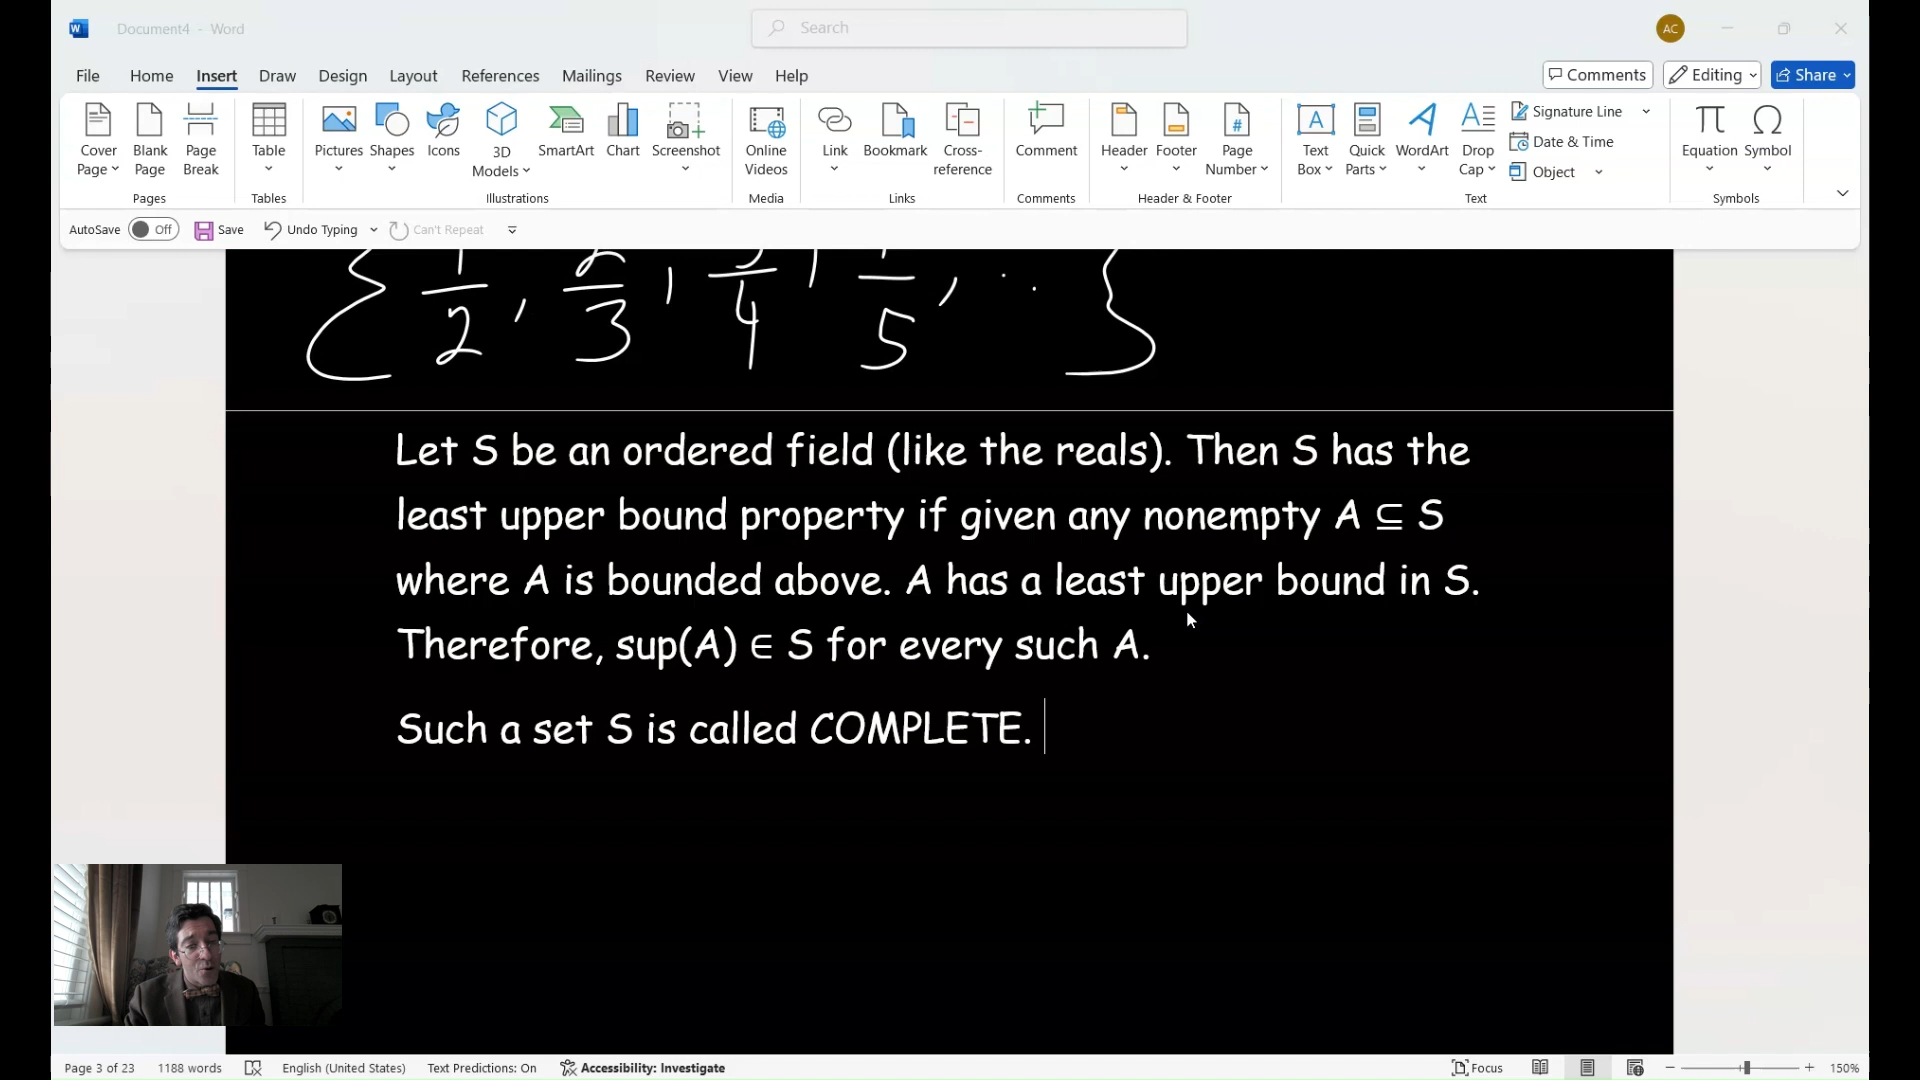 Document4 - Word
Search
AC
File Home Insert Draw Design Layout References Mailings Review View Help
Comments Editing Share
Cover Page Blank Page Page Break
Pages
Table
Tables
Pictures Shapes Icons 3D Models SmartArt Chart Screenshot
Illustrations
Online Videos
Media
Link Bookmark Cross-reference
Links
Comment
Comments
Header Footer Page Number
Header & Footer
Text Box Quick Parts WordArt Drop Cap
Signature Line
Date & Time
Object
Text
Equation Symbol
Symbols
AutoSave Off Save Undo Typing Can't Repeat
{ 1/2, 2/3, 3/4, /5, ... }
Let S be an ordered field (like the reals). Then S has the
least upper bound property if given any nonempty A ⊆ S
where A is bounded above. A has a least upper bound in S.
Therefore, sup(A) ∈ S for every such A.
Such a set S is called COMPLETE.
Page 3 of 23 1188 words English (United States) Text Predictions: On Accessibility: Investigate Focus 150%